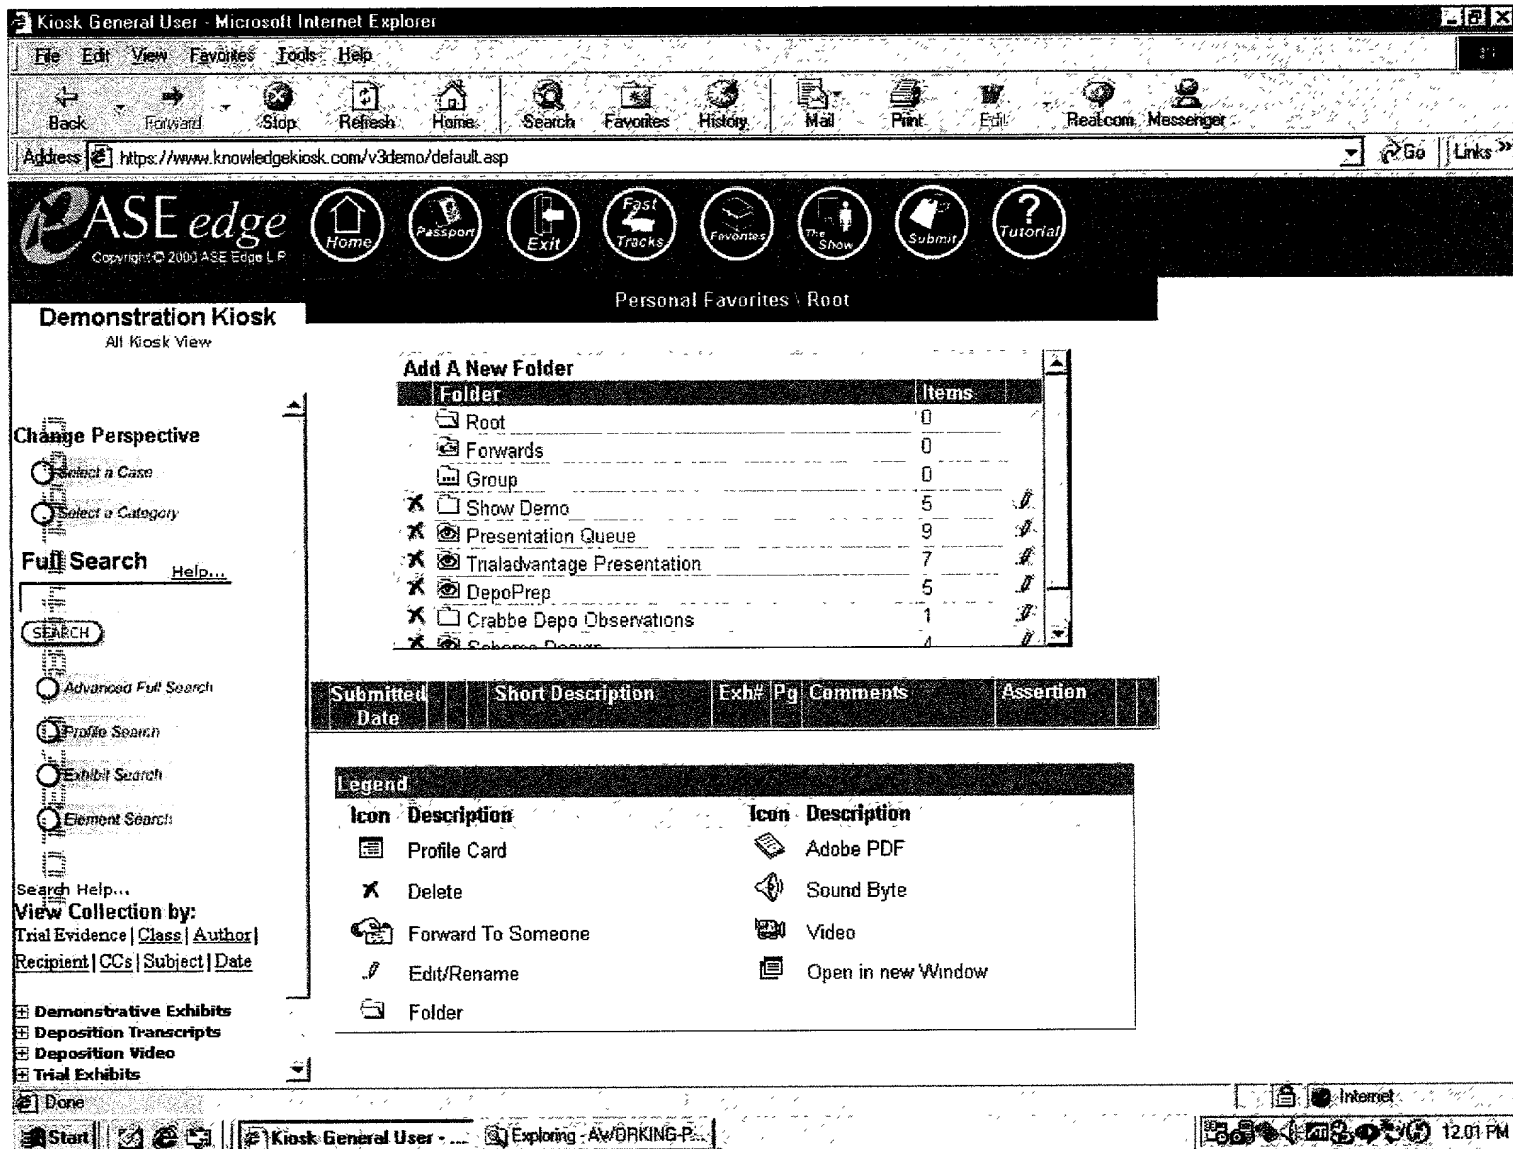 Kiosk General User - Microsoft Internet Explorer
File Edit View Favorites Tools Help
Back Forward Stop Refresh Home Search Favorites History Mail Print Edit Real.com Messenger
Address https://www.knowledgekiosk.com/v3demo/default.asp Go Links »
eASE edge
Copyright © 2000 ASE Edge L.P.
Home Passport Exit Fast Tracks Favorites The Show Submit ? Tutorial
Personal Favorites \ Root
Demonstration Kiosk
All Kiosk View
Change Perspective
Select a Case
Select a Category
Full Search Help...
SEARCH
Advanced Full Search
Profile Search
Exhibit Search
Element Search
Search Help...
View Collection by:
Trial Evidence | Class | Author |
Recipient | CCs | Subject | Date
Demonstrative Exhibits
Deposition Transcripts
Deposition Video
Trial Exhibits
Add A New Folder
Folder Items
Root 0
Forwards 0
Group 0
Show Demo 5
Presentation Queue 9
Trialadvantage Presentation 7
DepoPrep 5
Crabbe Depo Observations 1
4
Submitted Date Short Description Exh# Pg Comments Assertion
Legend
Icon Description Icon Description
Profile Card Adobe PDF
Delete Sound Byte
Forward To Someone Video
Edit/Rename Open in new Window
Folder
Done Internet
Start Kiosk General User - ... Exploring - AWORKING-P... 12:01 PM